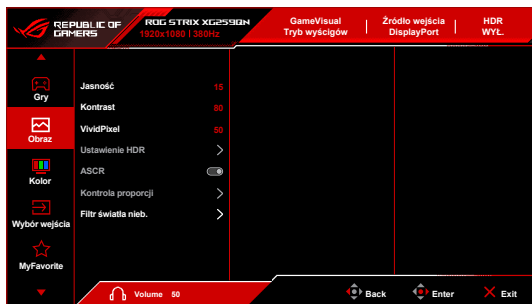 REPUBLIC OF GAMERS
ROG STRIX XG259QN
1920x1080 | 380Hz
GameVisual
Tryb wyścigów
Źródło wejścia
DisplayPort
HDR
WYŁ.
Gry
Obraz
Kolor
Wybór wejścia
MyFavorite
Jasność 15
Kontrast 80
VividPixel 50
Ustawienie HDR
ASCR
Kontrola proporcji
Filtr światła nieb.
Volume 50
Back
Enter
Exit